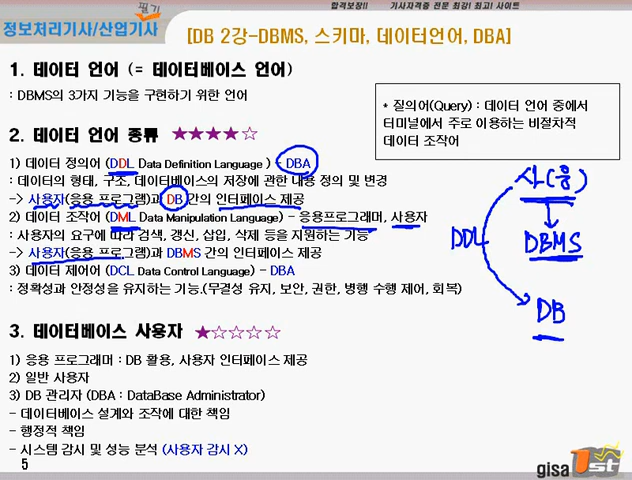 필기
합격보장!! 기사자격증 전문 최강! 최고! 사이트
정보처리기사/산업기사
[DB 2강-DBMS, 스키마, 데이터언어, DBA]
1. 데이터 언어 (= 데이터베이스 언어)
: DBMS의 3가지 기능을 구현하기 위한 언어
* 질의어(Query) : 데이터 언어 중에서
터미널에서 주로 이용하는 비절차적
데이터 조작어
2. 데이터 언어 종류 ★★★★☆
1) 데이터 정의어 (DDL Data Definition Language) - DBA
: 데이터의 형태, 구조, 데이터베이스의 저장에 관한 내용 정의 및 변경
-> 사용자(응용 프로그램)과 DB 간의 인터페이스 제공
2) 데이터 조작어 (DML Data Manipulation Language) - 응용프로그래머, 사용자
: 사용자의 요구에 따라 검색, 갱신, 삽입, 삭제 등을 지원하는 기능
-> 사용자(응용 프로그램)과 DBMS 간의 인터페이스 제공
3) 데이터 제어어 (DCL Data Control Language) - DBA
: 정확성과 안정성을 유지하는 기능.(무결성 유지, 보안, 권한, 병행 수행 제어, 회복)
사(응)
DDL
DBMS
DB
3. 데이터베이스 사용자 ★☆☆☆☆
1) 응용 프로그래머 : DB 활용, 사용자 인터페이스 제공
2) 일반 사용자
3) DB 관리자 (DBA : DataBase Administrator)
- 데이터베이스 설계와 조작에 대한 책임
- 행정적 책임
- 시스템 감시 및 성능 분석 (사용자 감시 X)
5
gisa 1st